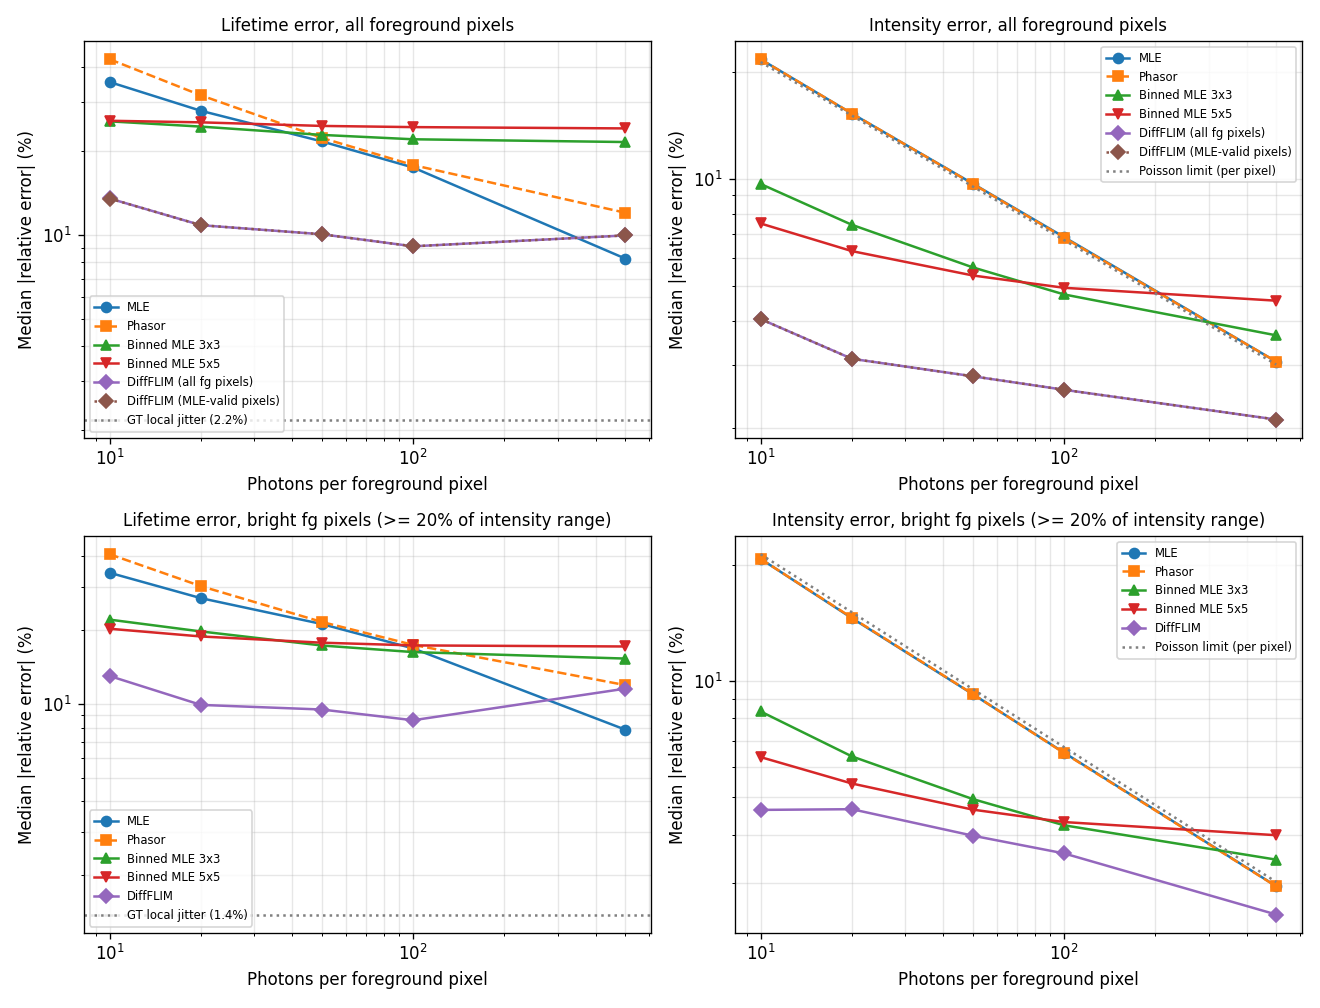 Lifetime error, all foreground pixels
Median |relative error| (%)
10¹
MLE
Phasor
Binned MLE 3x3
Binned MLE 5x5
DiffFLIM (all fg pixels)
DiffFLIM (MLE-valid pixels)
GT local jitter (2.2%)
10¹
10²
Photons per foreground pixel
Intensity error, all foreground pixels
Median |relative error| (%)
10¹
MLE
Phasor
Binned MLE 3x3
Binned MLE 5x5
DiffFLIM (all fg pixels)
DiffFLIM (MLE-valid pixels)
Poisson limit (per pixel)
10¹
10²
Photons per foreground pixel
Lifetime error, bright fg pixels (>= 20% of intensity range)
Median |relative error| (%)
10¹
MLE
Phasor
Binned MLE 3x3
Binned MLE 5x5
DiffFLIM
GT local jitter (1.4%)
10¹
10²
Photons per foreground pixel
Intensity error, bright fg pixels (>= 20% of intensity range)
Median |relative error| (%)
10¹
MLE
Phasor
Binned MLE 3x3
Binned MLE 5x5
DiffFLIM
Poisson limit (per pixel)
10¹
10²
Photons per foreground pixel